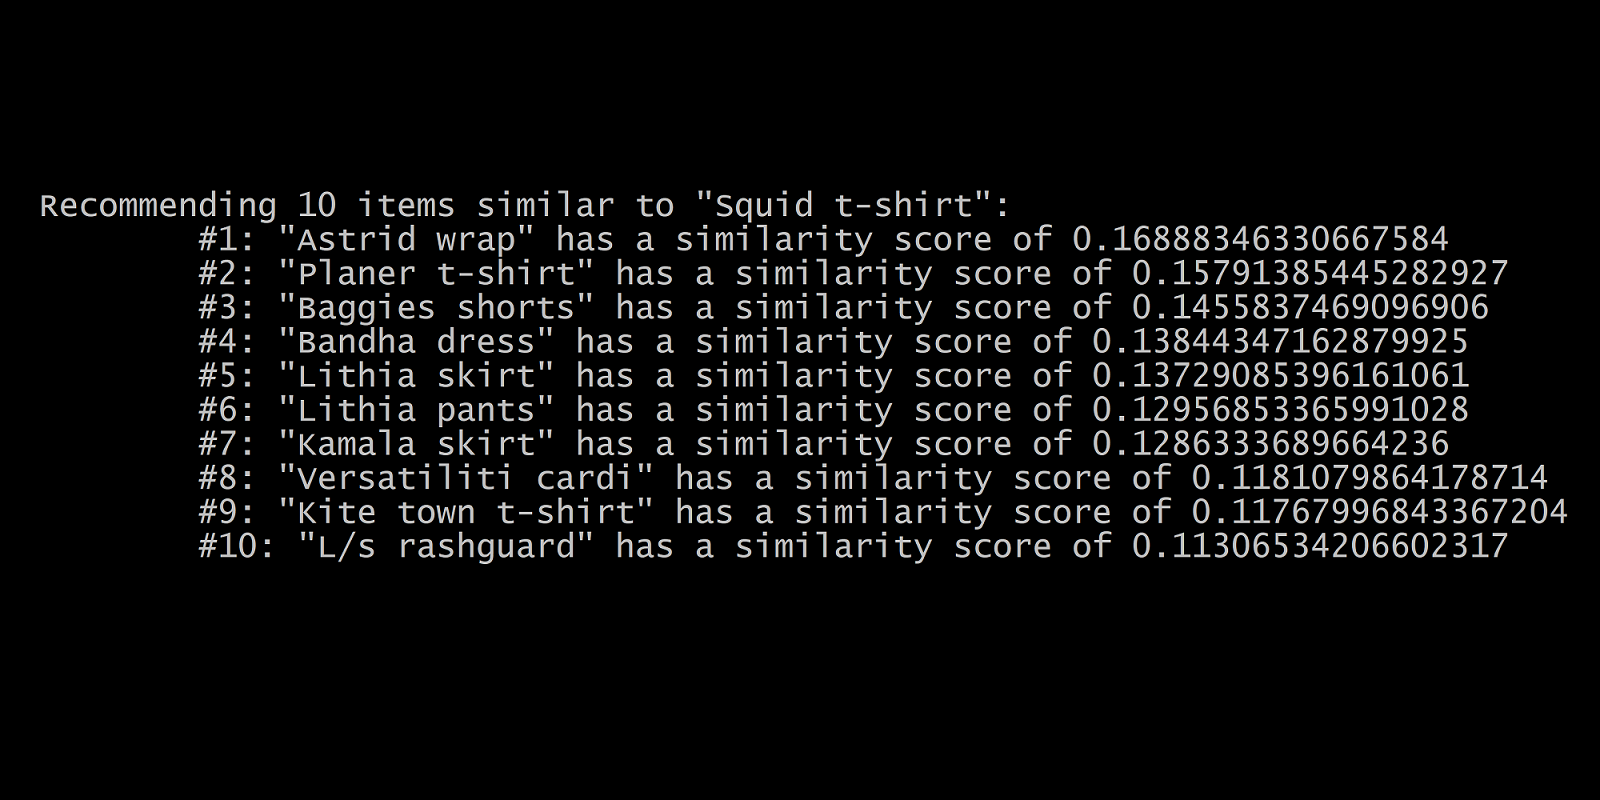 Recommending 10 items similar to "Squid t-shirt":
#1: "Astrid wrap" has a similarity score of 0.16888346330667584
#2: "Planer t-shirt" has a similarity score of 0.15791385445282927
#3: "Baggies shorts" has a similarity score of 0.1455837469096906
#4: "Bandha dress" has a similarity score of 0.13844347162879925
#5: "Lithia skirt" has a similarity score of 0.13729085396161061
#6: "Lithia pants" has a similarity score of 0.12956853365991028
#7: "Kamala skirt" has a similarity score of 0.1286333689664236
#8: "Versatiliti cardi" has a similarity score of 0.1181079864178714
#9: "Kite town t-shirt" has a similarity score of 0.11767996843367204
#10: "L/s rashguard" has a similarity score of 0.11306534206602317